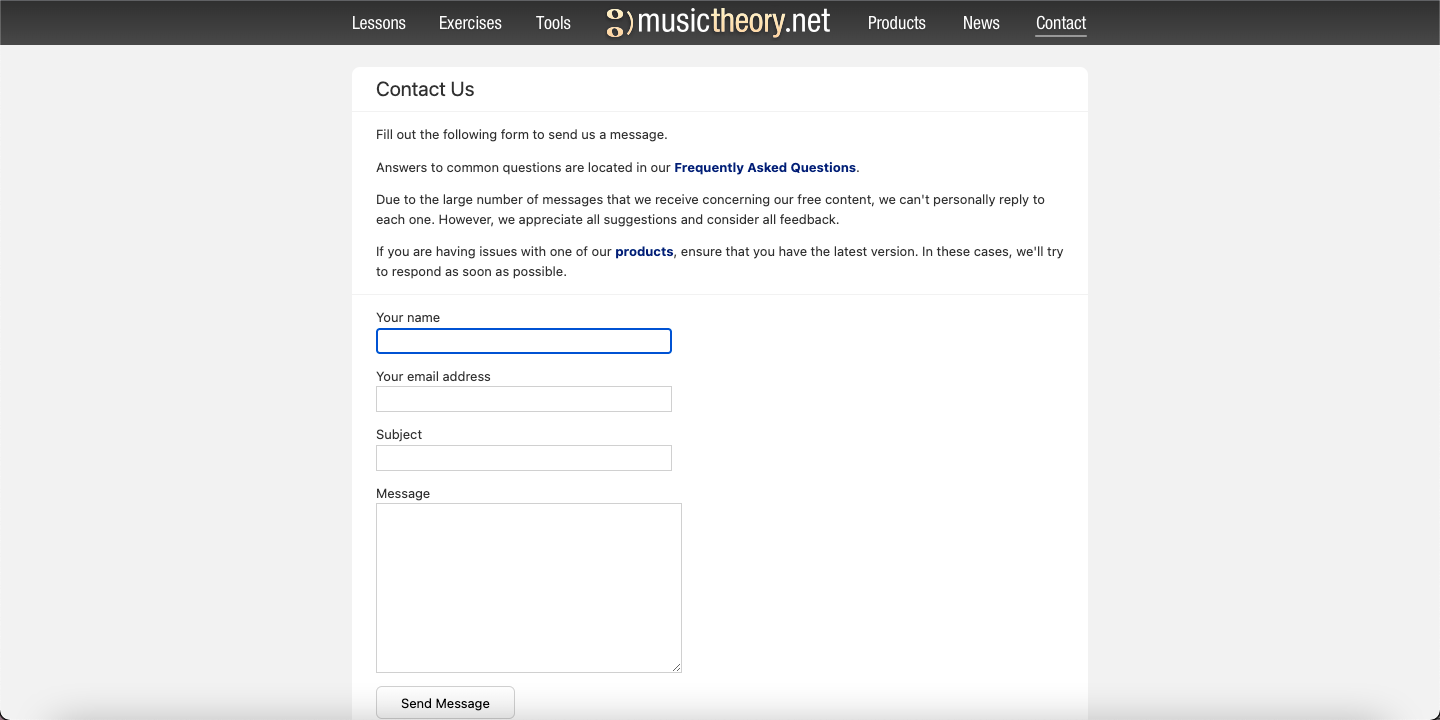 Lessons Exercises Tools musictheory.net Products News Contact
Contact Us
Fill out the following form to send us a message.
Answers to common questions are located in our Frequently Asked Questions.
Due to the large number of messages that we receive concerning our free content, we can't personally reply to
each one. However, we appreciate all suggestions and consider all feedback.
If you are having issues with one of our products, ensure that you have the latest version. In these cases, we'll try
to respond as soon as possible.
Your name
Your email address
Subject
Message
Send Message